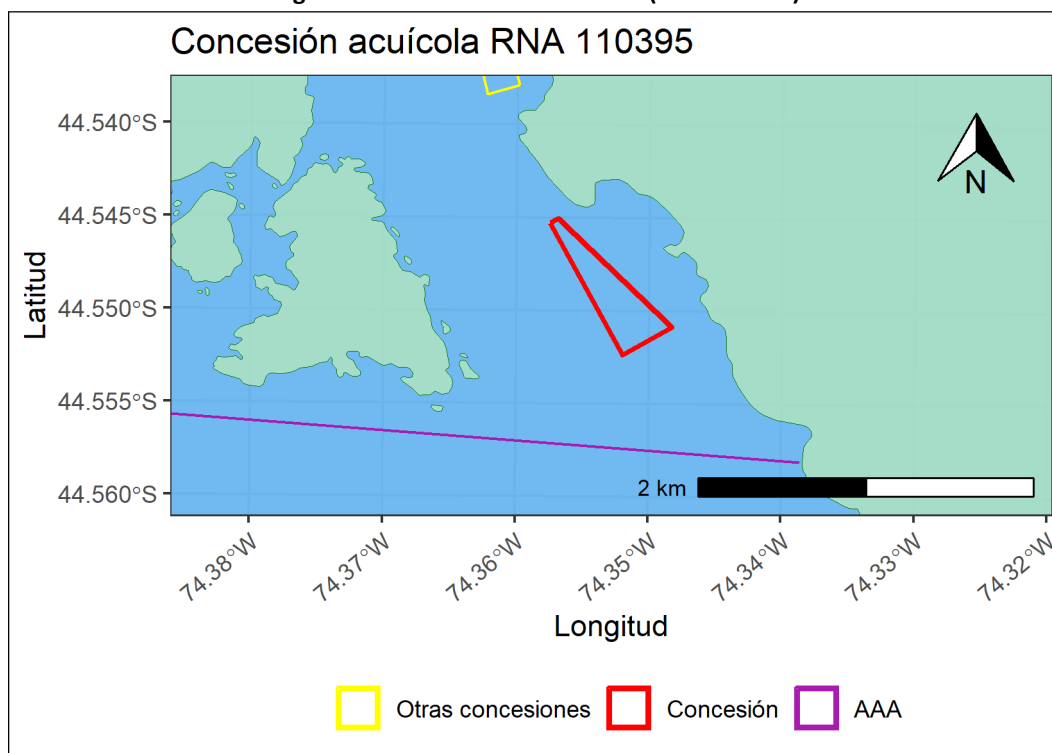 Concesión acuícola RNA 110395
44.540°S
44.545°S
44.550°S
44.555°S
44.560°S
Latitud
N
2 km
74.38°W
74.37°W
74.36°W
74.35°W
74.34°W
74.33°W
74.32°W
Longitud
Otras concesiones
Concesión
AAA